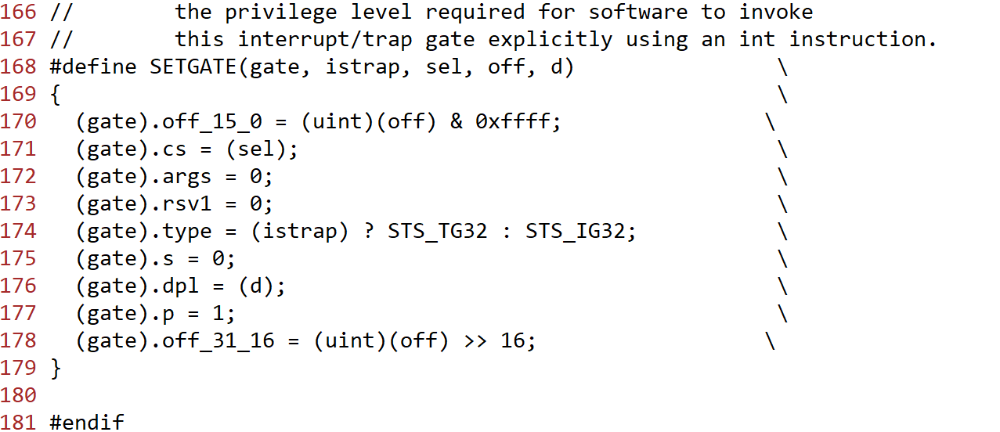 166 //        the privilege level required for software to invoke
167 //        this interrupt/trap gate explicitly using an int instruction.
168 #define SETGATE(gate, istrap, sel, off, d)                \
169 {                                                         \
170   (gate).off_15_0 = (uint)(off) & 0xffff;                \
171   (gate).cs = (sel);                                      \
172   (gate).args = 0;                                        \
173   (gate).rsv1 = 0;                                        \
174   (gate).type = (istrap) ? STS_TG32 : STS_IG32;           \
175   (gate).s = 0;                                           \
176   (gate).dpl = (d);                                       \
177   (gate).p = 1;                                           \
178   (gate).off_31_16 = (uint)(off) >> 16;                  \
179 }
180
181 #endif